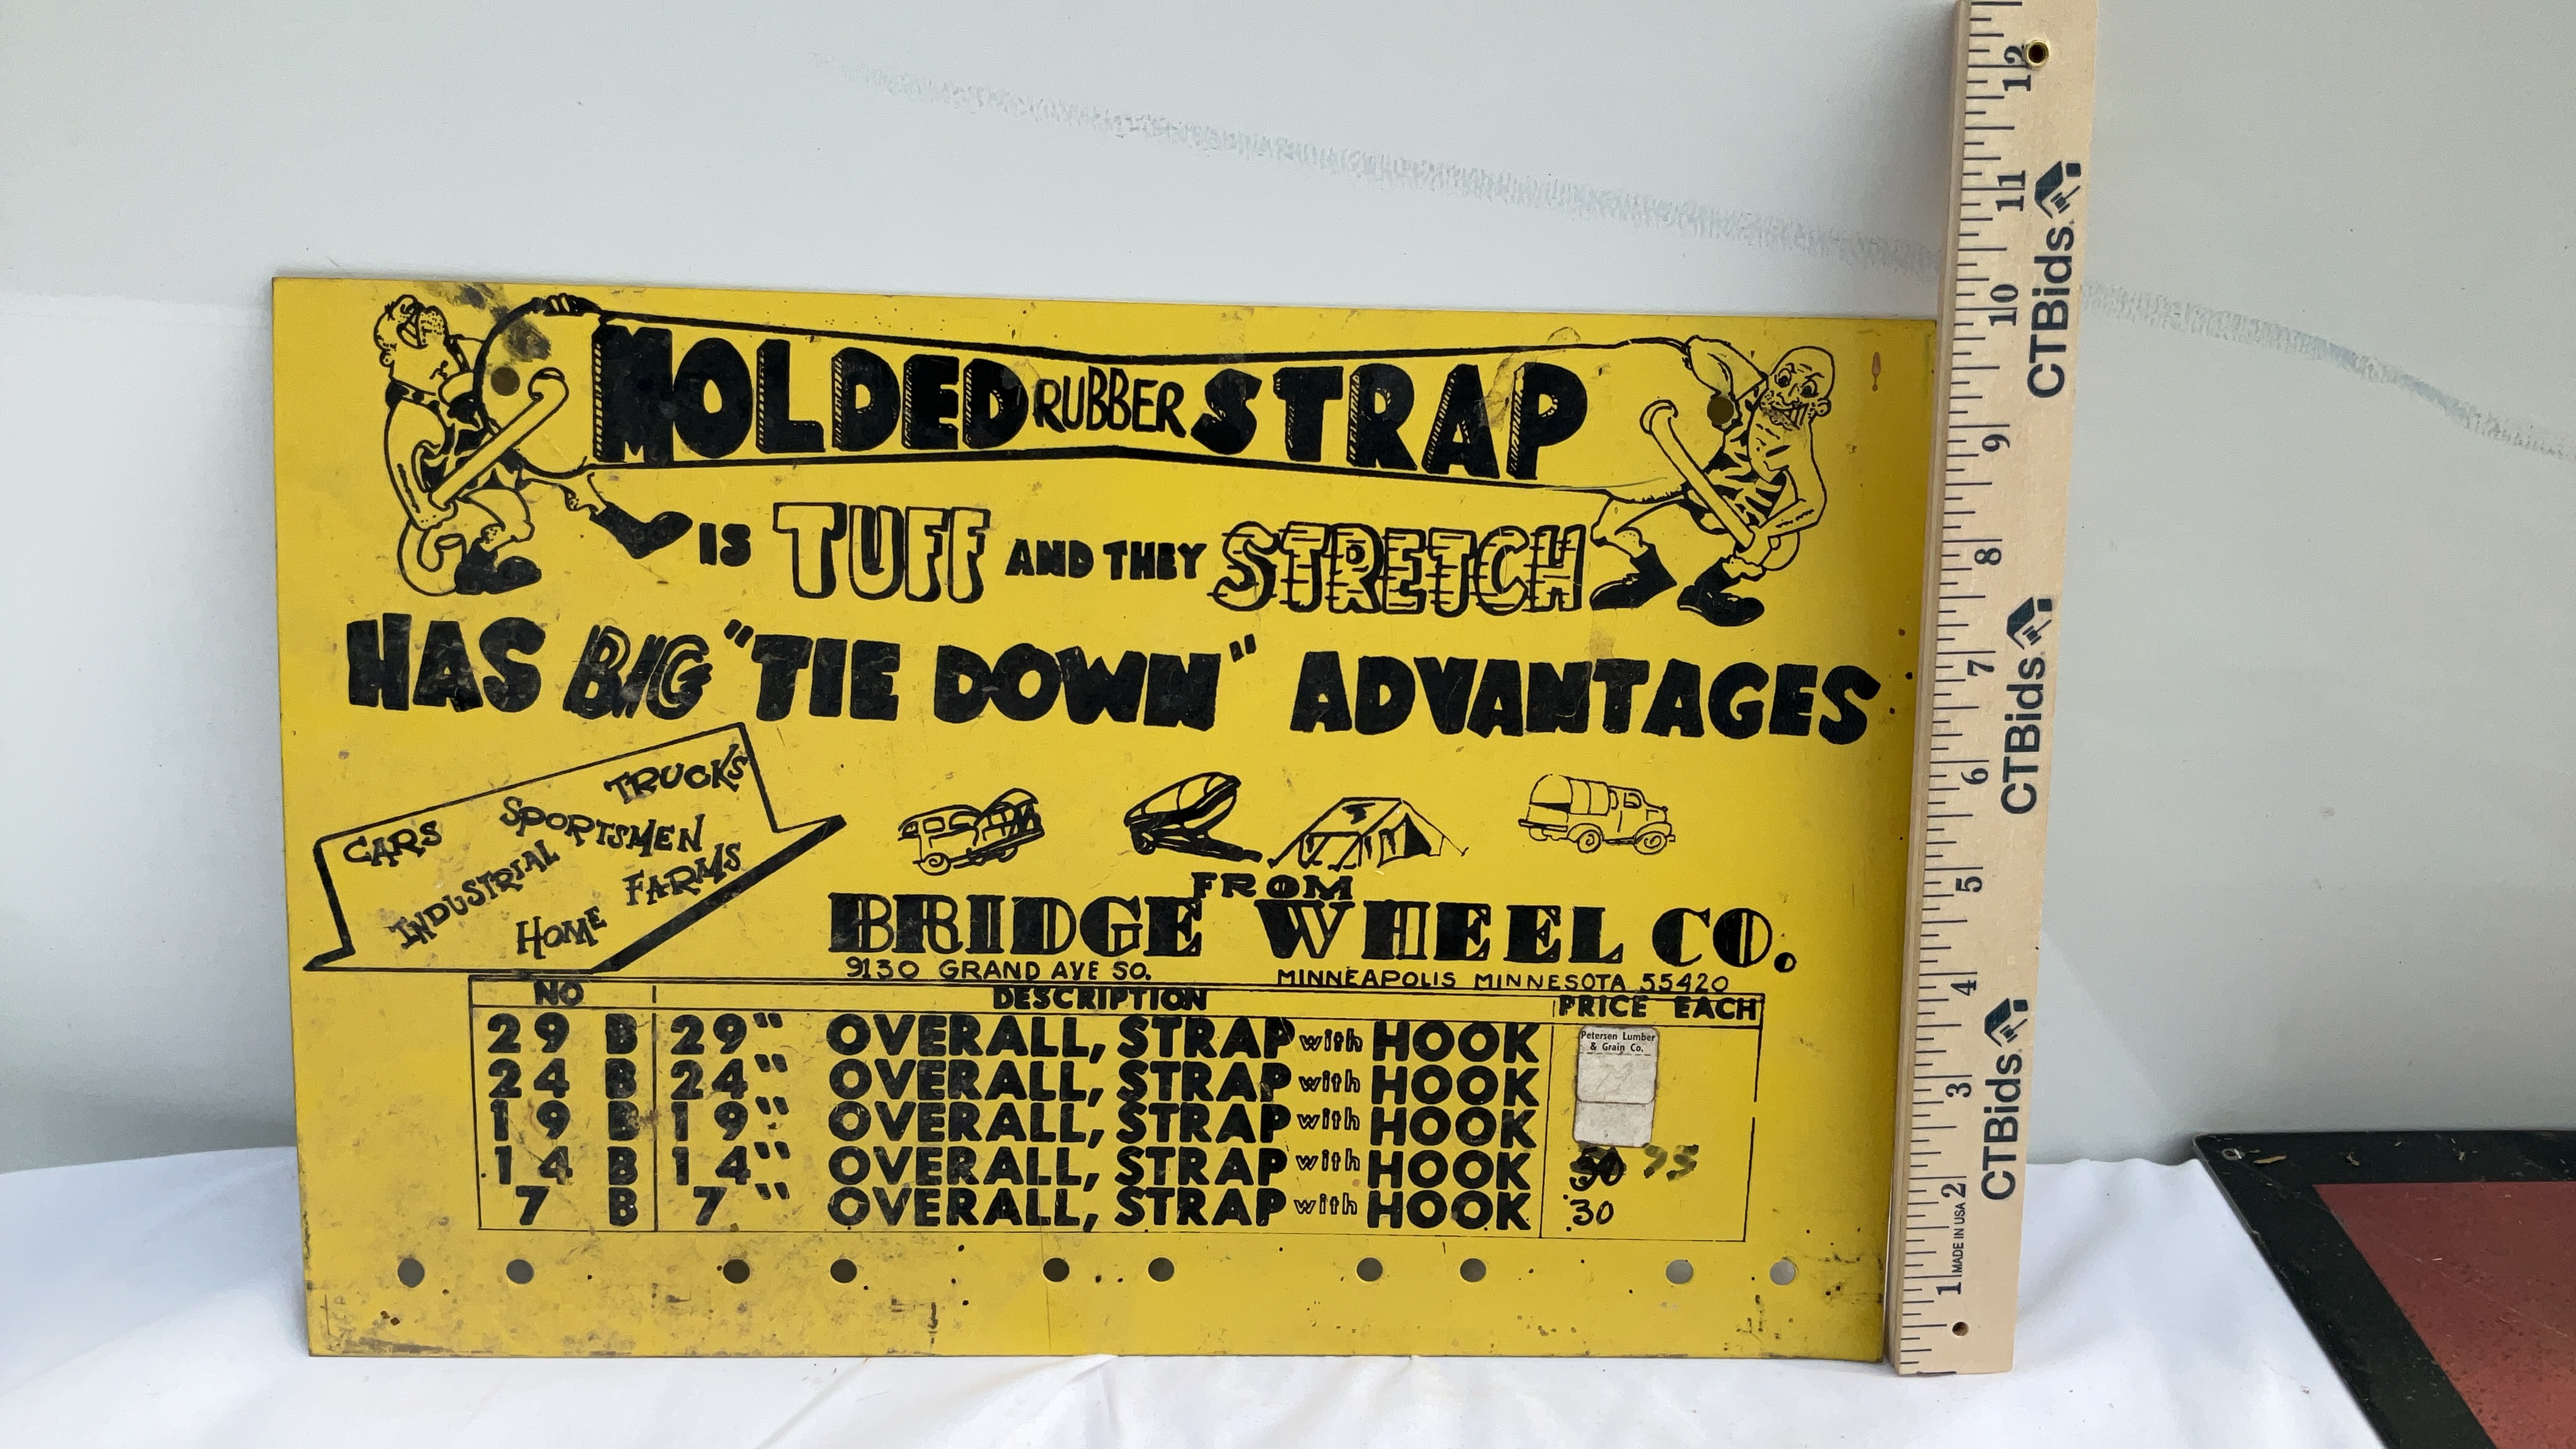 MOLDED RUBBER STRAP
IS TUFF AND THEY STRETCH
HAS BIG "TIE DOWN" ADVANTAGES
TRUCKS
CARS SPORTSMEN
INDUSTRIAL FARMS
HOME
FROM
BRIDGE WHEEL CO.
9130 GRAND AVE SO. MINNEAPOLIS MINNESOTA 55420
NO DESCRIPTION PRICE EACH
29 B 29" OVERALL, STRAP with HOOK
24 B 24" OVERALL, STRAP with HOOK
19 B 19" OVERALL, STRAP with HOOK
14 B 14" OVERALL, STRAP with HOOK 50 75
7 B 7" OVERALL, STRAP with HOOK .30
Petersen Lumber
& Grain Co.
12
11
10
9
8
7
6
5
4
3
2
1
MADE IN USA
CTBids
CTBids
CTBids